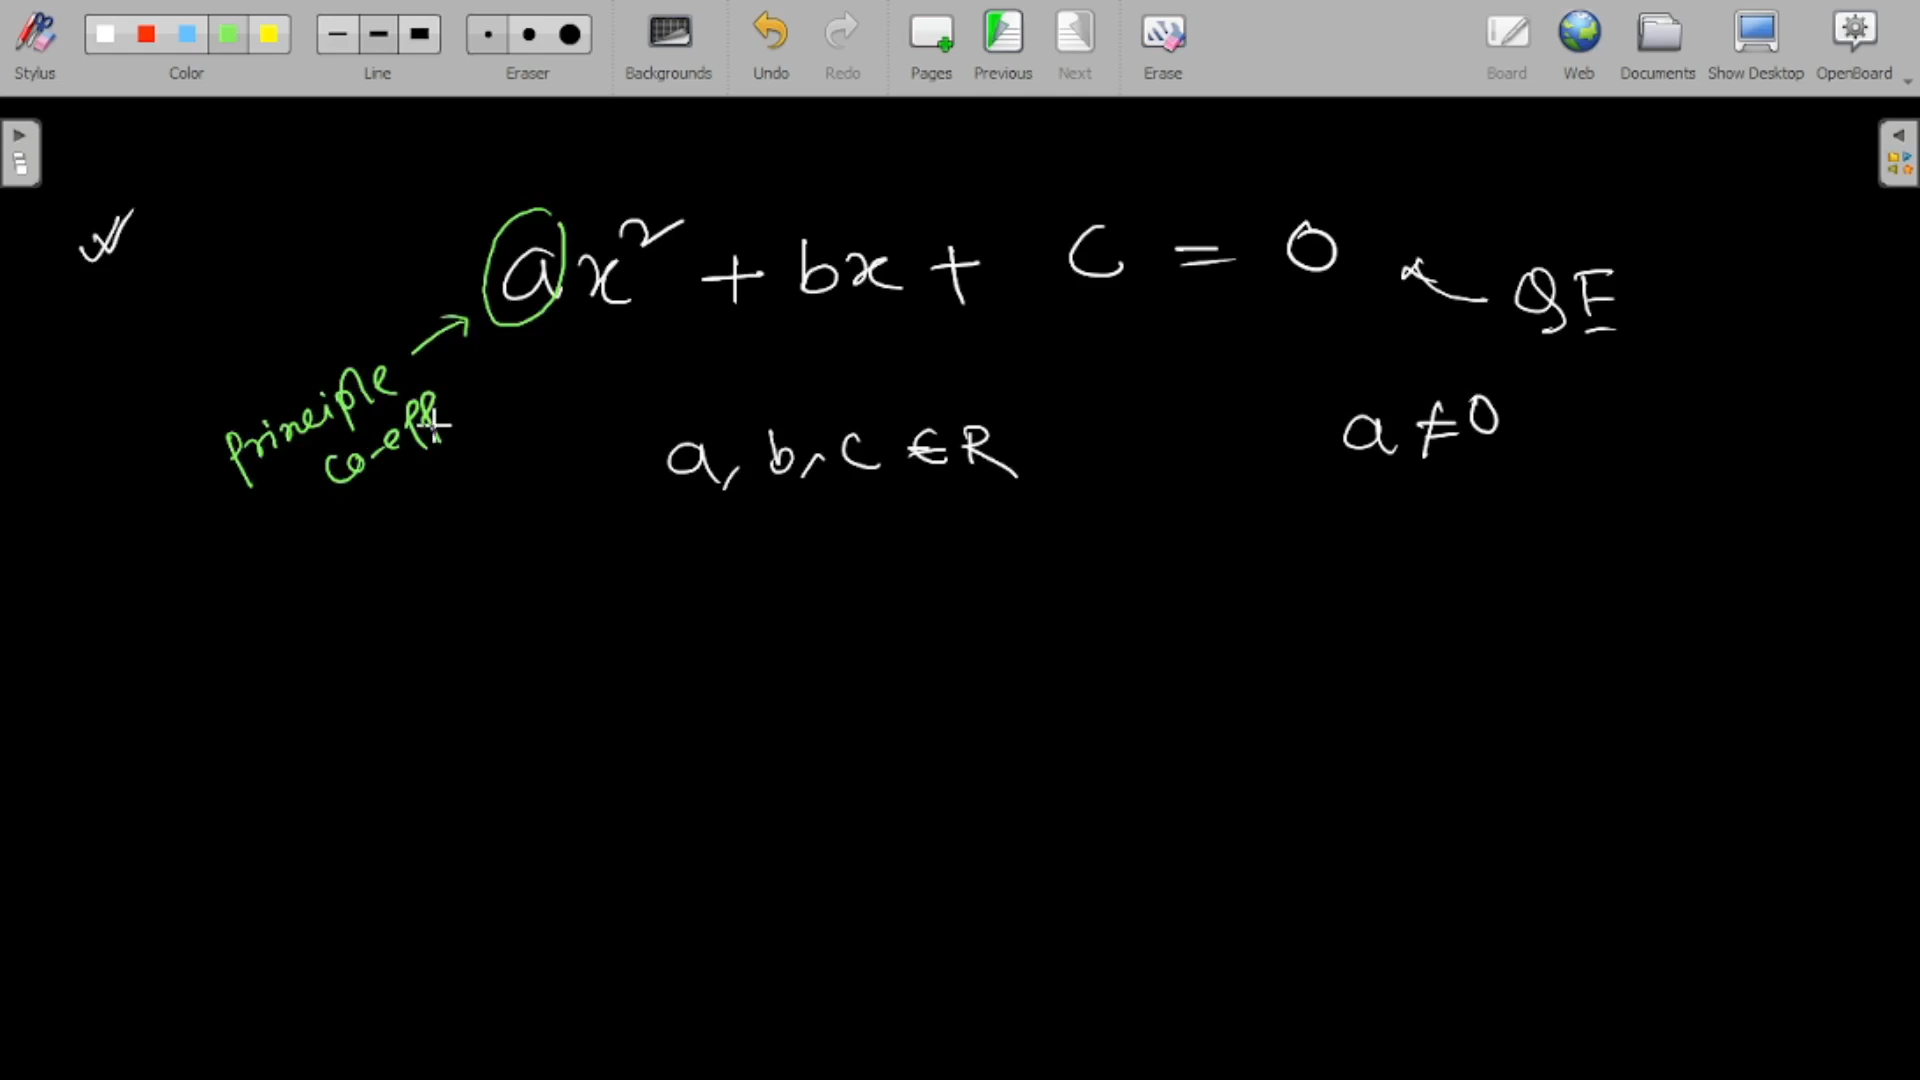 Stylus Color Line Eraser Backgrounds Undo Redo Pages Previous Next Erase Board Web Documents Show Desktop OpenBoard
ax² + bx + c = 0 QE
principle
co-eff
a, b, c ∈ R a ≠ 0